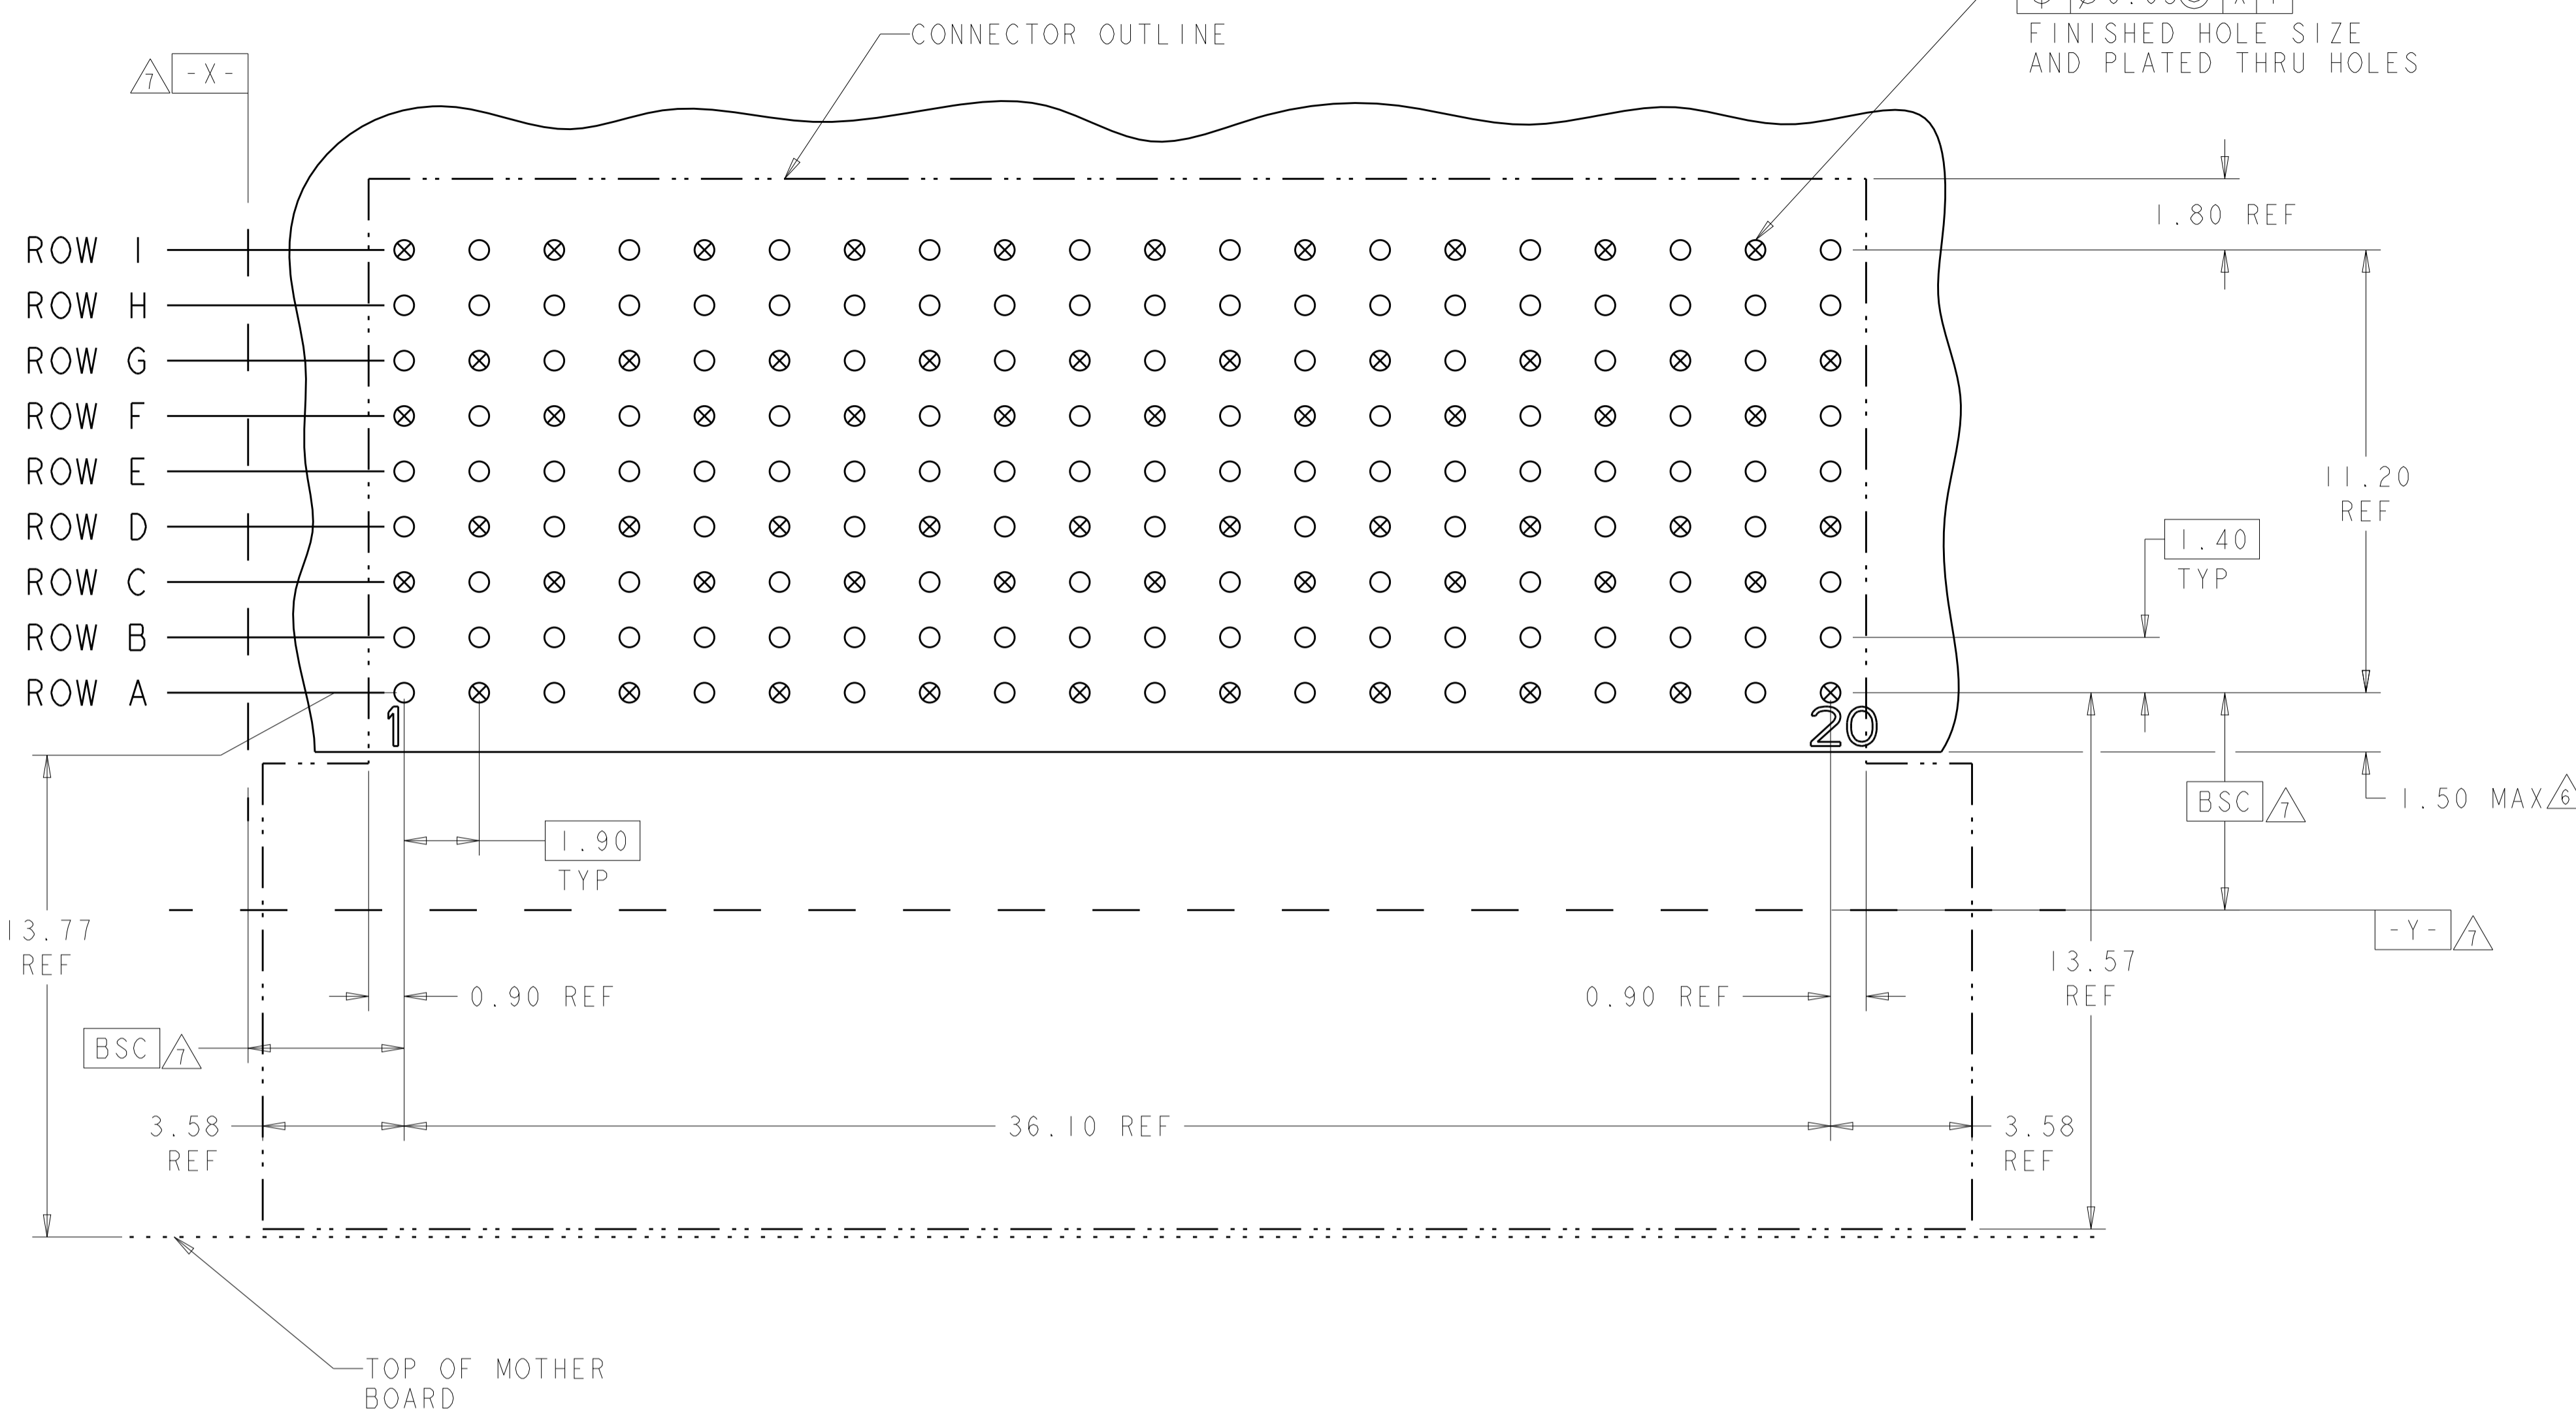 CONNECTOR OUTLINE
FINISHED HOLE SIZE
AND PLATED THRU HOLES
7 -X-
1.80 REF
ROW I
ROW H
ROW G
ROW F
ROW E
ROW D
ROW C
ROW B
ROW A
11.20
REF
1.40
TYP
1
20
BSC 7
1.50 MAX 6
1.90
TYP
13.77
REF
-Y- 7
13.57
REF
0.90 REF
0.90 REF
BSC 7
3.58
REF
36.10 REF
3.58
REF
TOP OF MOTHER
BOARD